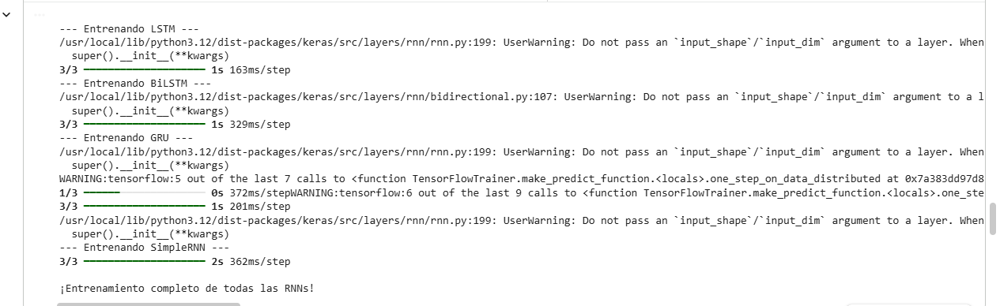 --- Entrenando LSTM ---
/usr/local/lib/python3.12/dist-packages/keras/src/layers/rnn/rnn.py:199: UserWarning: Do not pass an `input_shape`/`input_dim` argument to a layer. When
super().__init__(**kwargs)
3/3 1s 163ms/step
--- Entrenando BiLSTM ---
/usr/local/lib/python3.12/dist-packages/keras/src/layers/rnn/bidirectional.py:107: UserWarning: Do not pass an `input_shape`/`input_dim` argument to a l
super().__init__(**kwargs)
3/3 1s 329ms/step
--- Entrenando GRU ---
/usr/local/lib/python3.12/dist-packages/keras/src/layers/rnn/rnn.py:199: UserWarning: Do not pass an `input_shape`/`input_dim` argument to a layer. When
super().__init__(**kwargs)
WARNING:tensorflow:5 out of the last 7 calls to <function TensorFlowTrainer.make_predict_function.<locals>.one_step_on_data_distributed at 0x7a383dd97d8
1/3 0s 372ms/stepWARNING:tensorflow:6 out of the last 9 calls to <function TensorFlowTrainer.make_predict_function.<locals>.one_ste
3/3 1s 201ms/step
/usr/local/lib/python3.12/dist-packages/keras/src/layers/rnn/rnn.py:199: UserWarning: Do not pass an `input_shape`/`input_dim` argument to a layer. When
super().__init__(**kwargs)
--- Entrenando SimpleRNN ---
3/3 2s 362ms/step
¡Entrenamiento completo de todas las RNNs!